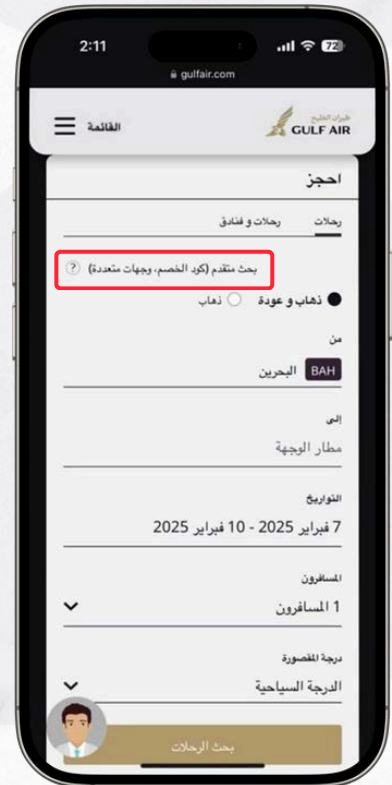 2:11
72
gulfair.com
القائمة
طيران الخليج
GULF AIR
احجز
رحلات رحلات و فنادق
بحث متقدم (كود الخصم، وجهات متعددة) ?
ذهاب و عودة ذهاب
من
BAH البحرين
إلى
مطار الوجهة
التواريخ
7 فبراير 2025 - 10 فبراير 2025
المسافرون
1 المسافرون
درجة المقصورة
الدرجة السياحية
بحث الرحلات